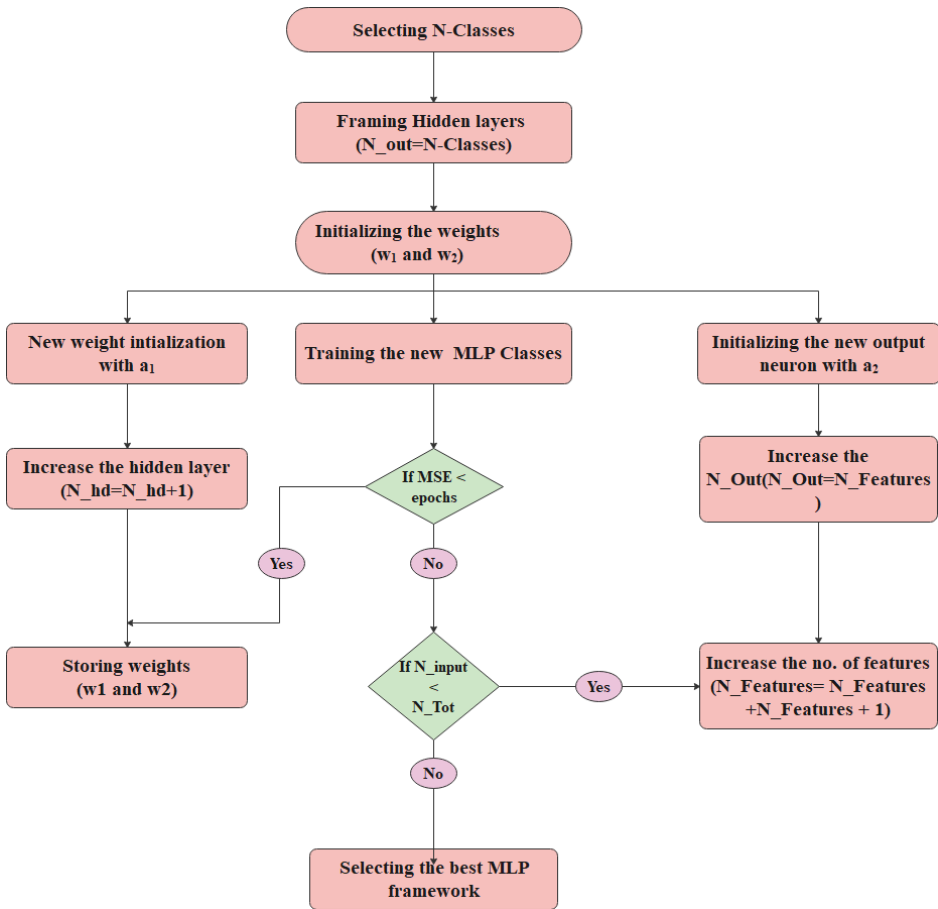 Selecting N-Classes
Framing Hidden layers
(N_out=N-Classes)
Initializing the weights
(w₁ and w₂)
New weight intialization
with a₁
Training the new MLP Classes
Initializing the new output
neuron with a₂
Increase the hidden layer
(N_hd=N_hd+1)
If MSE <
epochs
Increase the
N_Out(N_Out=N_Features
)
Yes
No
Storing weights
(w1 and w2)
If N_input
<
N_Tot
Yes
Increase the no. of features
(N_Features= N_Features
+N_Features + 1)
No
Selecting the best MLP
framework